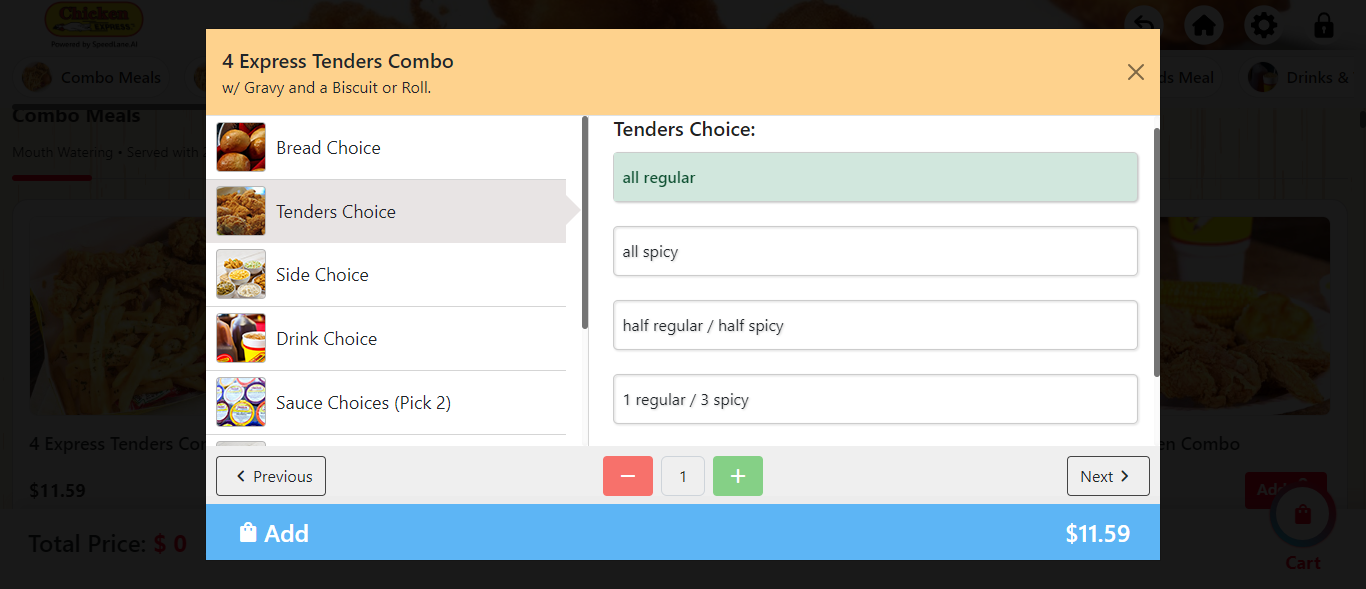 Chicken
Express
Powered by SpeedLane.AI
Combo Meals
ds Meal
Drinks &
Combo Meals
Mouth Watering • Served with
4 Express Tenders Combo
w/ Gravy and a Biscuit or Roll.
Bread Choice
Tenders Choice
Side Choice
Drink Choice
Sauce Choices (Pick 2)
Tenders Choice:
all regular
all spicy
half regular / half spicy
1 regular / 3 spicy
4 Express Tenders Co
en Combo
$11.59
Previous
1
Next
Add
$11.59
Total Price: $ 0
Cart